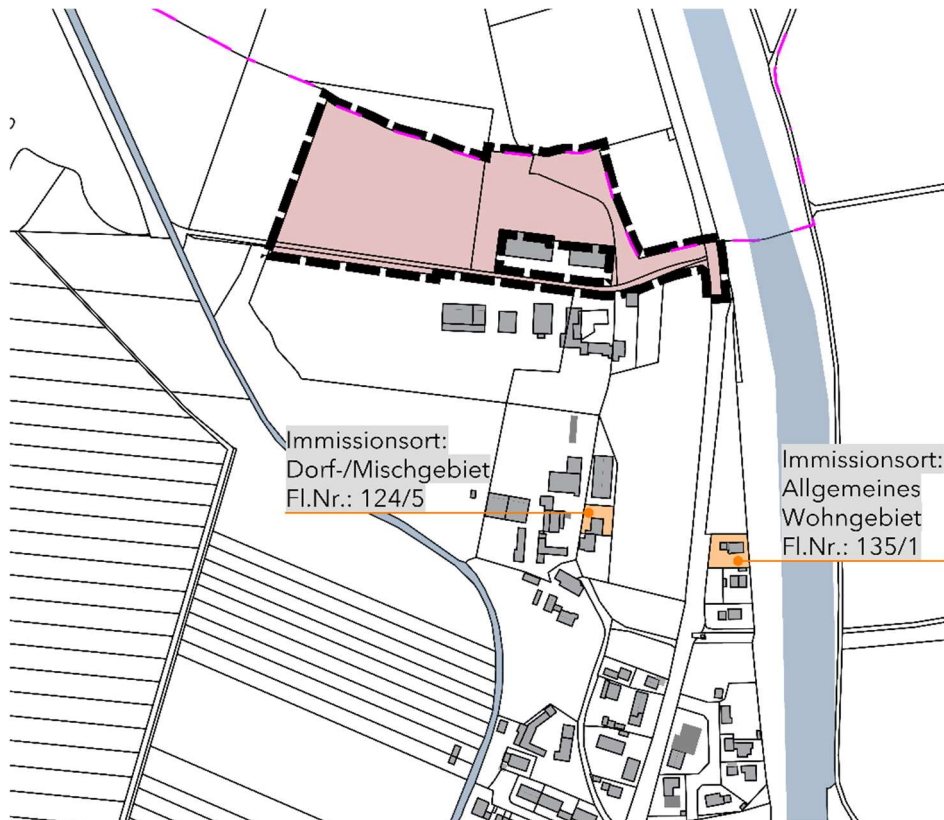 Immissionsort:
Dorf-/Mischgebiet
Fl.Nr.: 124/5
Immissionsort:
Allgemeines
Wohngebiet
Fl.Nr.: 135/1